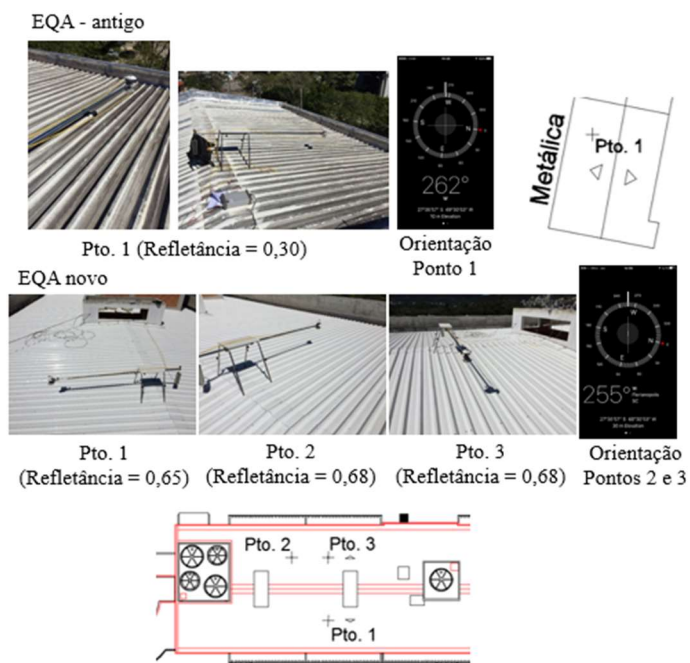 EQA - antigo
262°
W
Metálica
Pto. 1
Pto. 1 (Refletância = 0,30)
Orientação
Ponto 1
EQA novo
255°
W
Florianópolis
SC
Pto. 1
(Refletância = 0,65)
Pto. 2
(Refletância = 0,68)
Pto. 3
(Refletância = 0,68)
Orientação
Pontos 2 e 3
Pto. 2
Pto. 3
Pto. 1